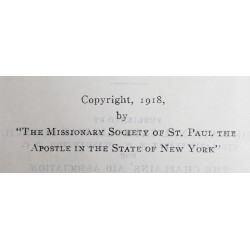 Copyright, 1918,
by
"The Missionary Society of St. Paul the
Apostle in the State of New York"